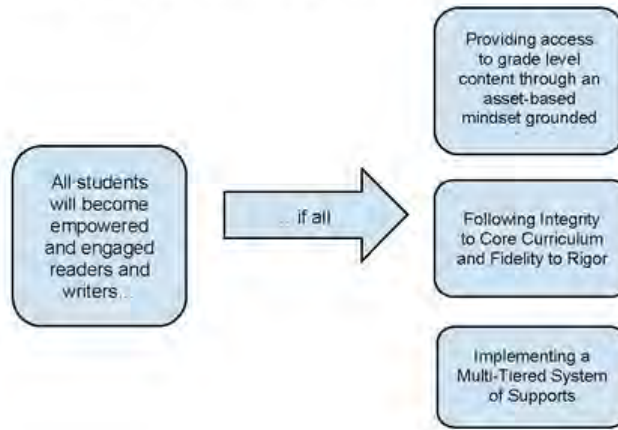 Providing access
to grade level
content through an
asset-based
mindset grounded
All students
will become
empowered
and engaged
readers and
writers...
... if all
Following Integrity
to Core Curriculum
and Fidelity to Rigor
Implementing a
Multi-Tiered System
of Supports